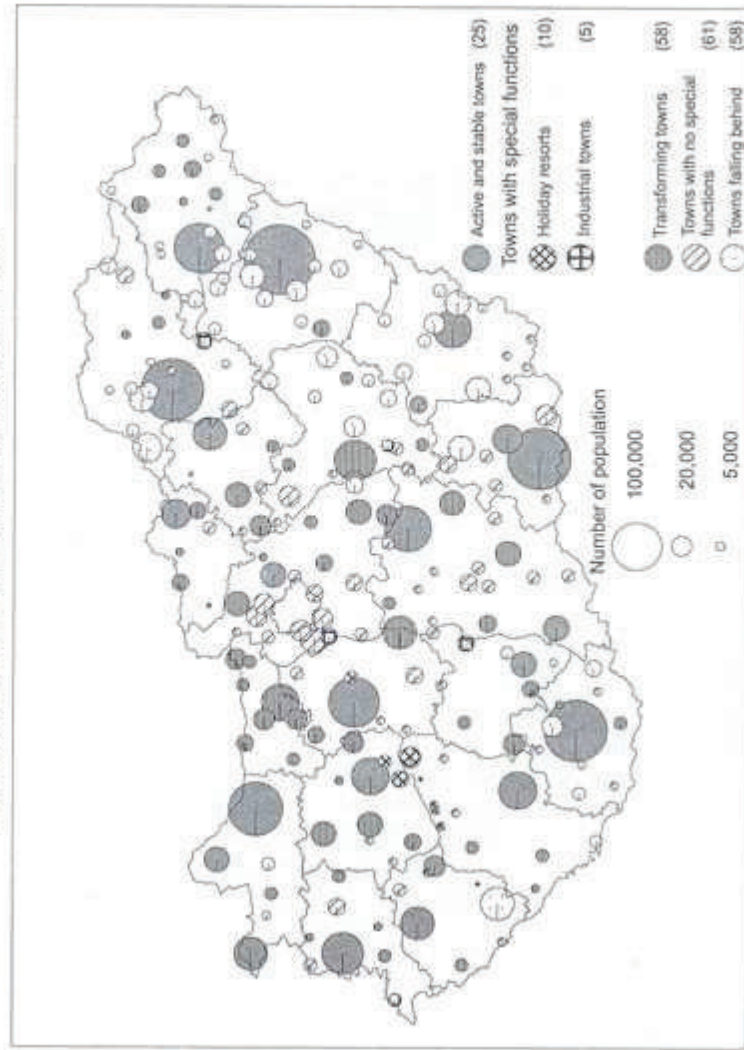 Active and stable towns (25)
Towns with special functions
Holiday resorts (10)
Industrial towns (5)
Transforming towns (58)
Towns with no special
functions (61)
Towns falling behind (58)
Number of population
100,000
20,000
5,000